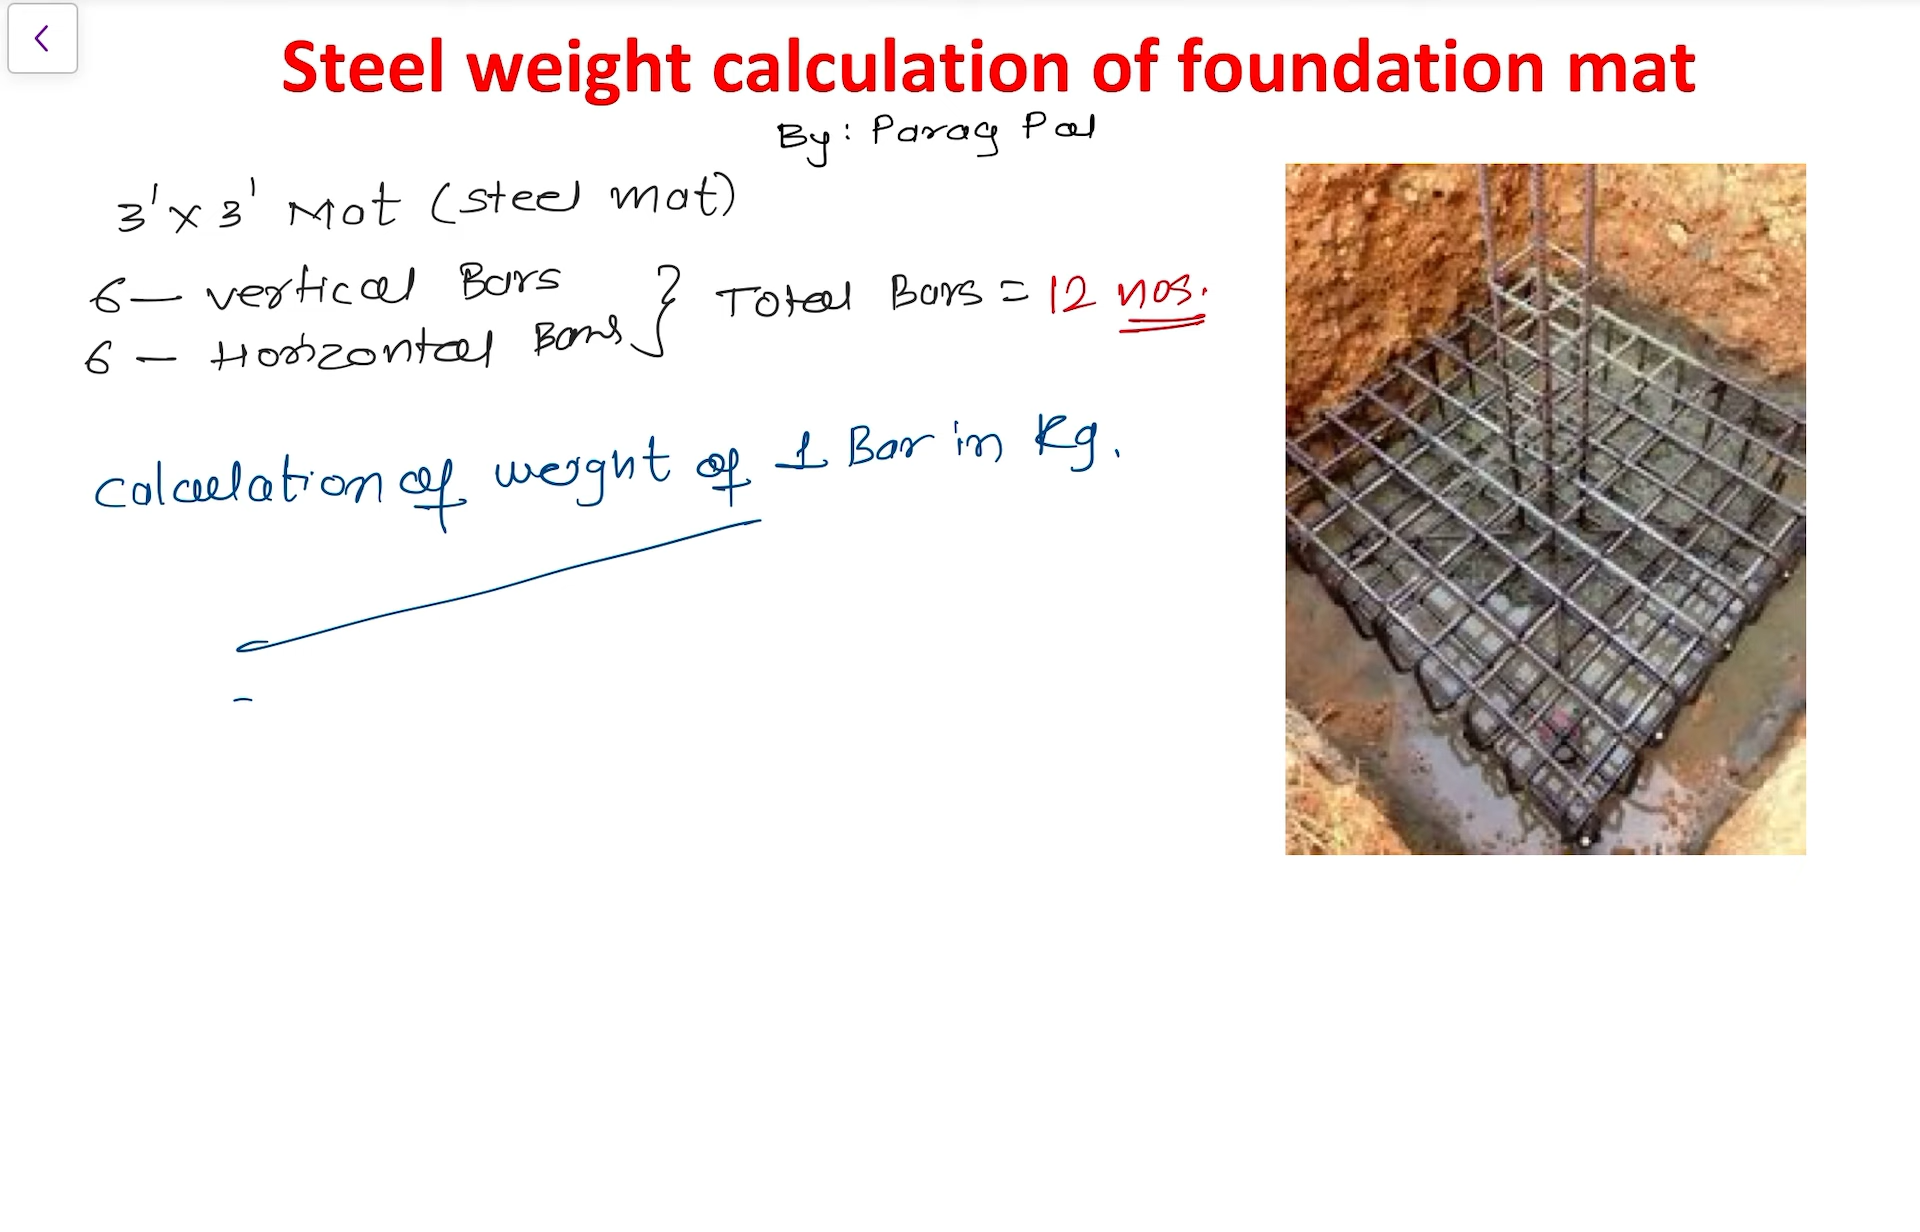 Steel weight calculation of foundation mat
By: Parag Pal
3' x 3' Mat (steel mat)
6 — vertical Bars
6 — Horizontal Bars } Total Bars = 12 nos.
calculation of weight of 1 Bar in Kg.